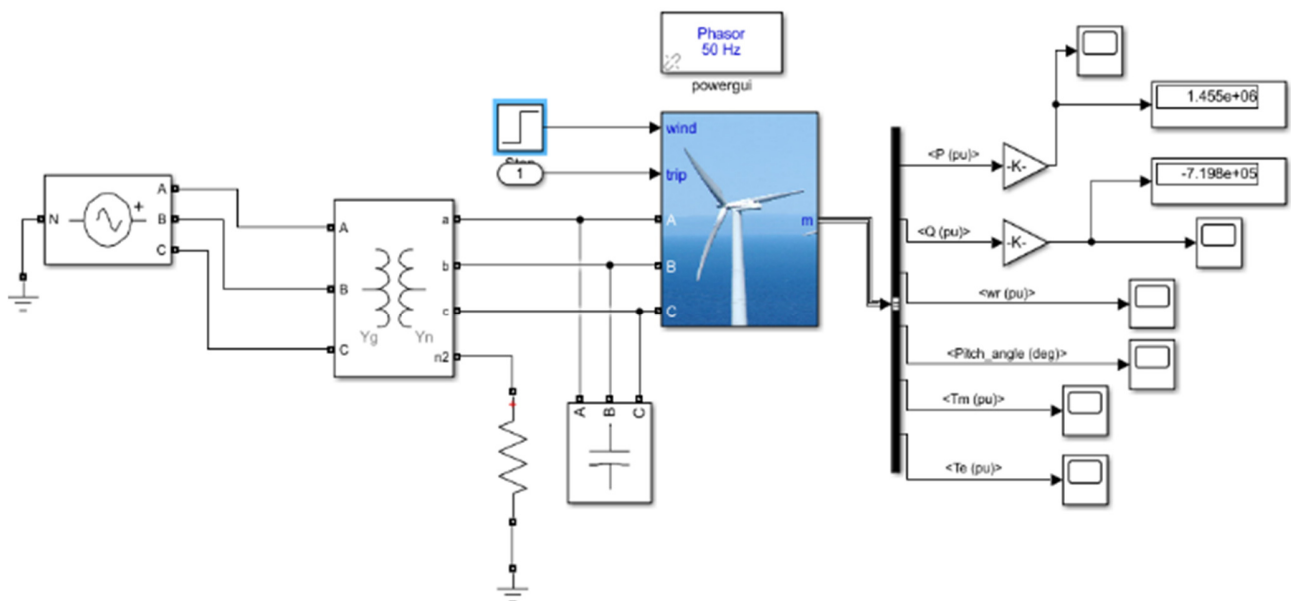 Phasor
50 Hz
powergui
wind
trip
1
A
B
C
m
N
A
B
C
+
A
B
C
Yg
Yn
a
b
c
n2
A
B
C
<P (pu)>
-K-
1.455e+06
<Q (pu)>
-K-
-7.198e+05
<wr (pu)>
<Pitch_angle (deg)>
<Tm (pu)>
<Te (pu)>